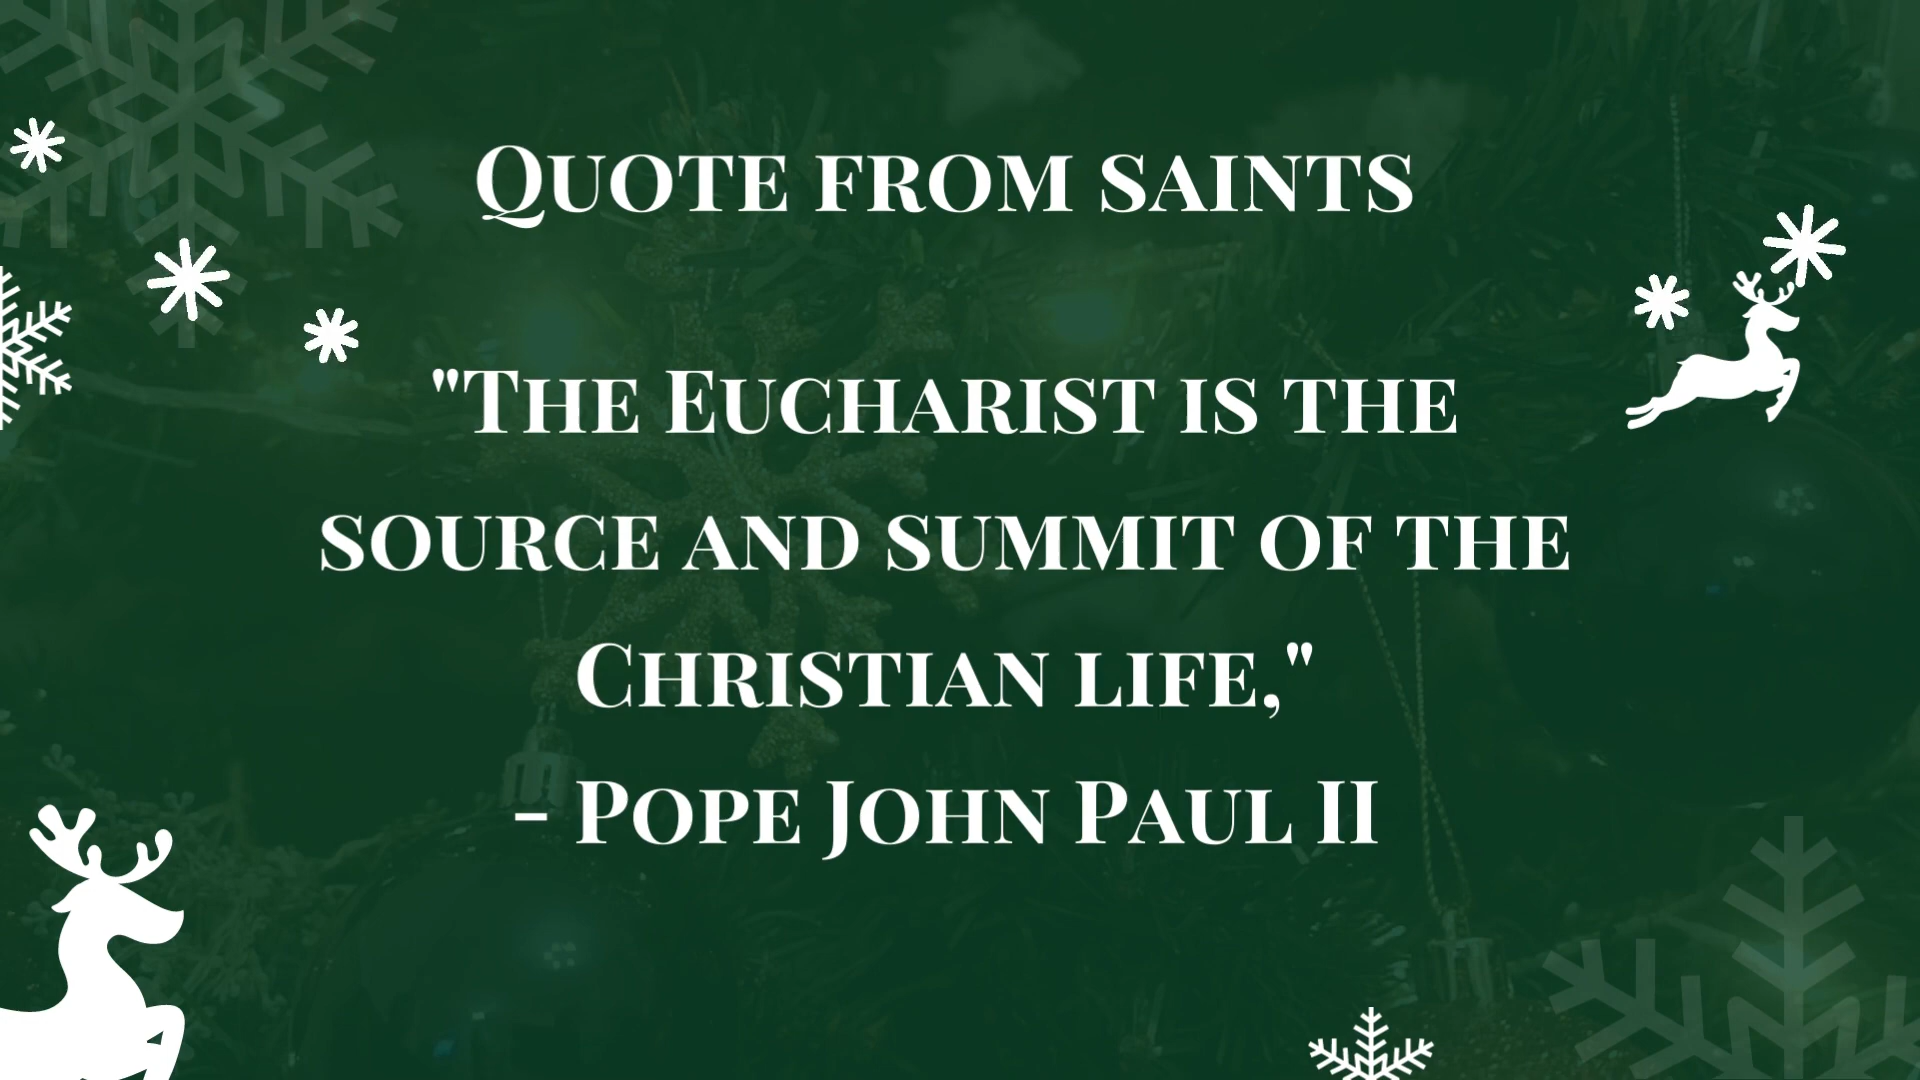 Quote from saints
"The Eucharist is the
source and summit of the
Christian life,"
- Pope John Paul II